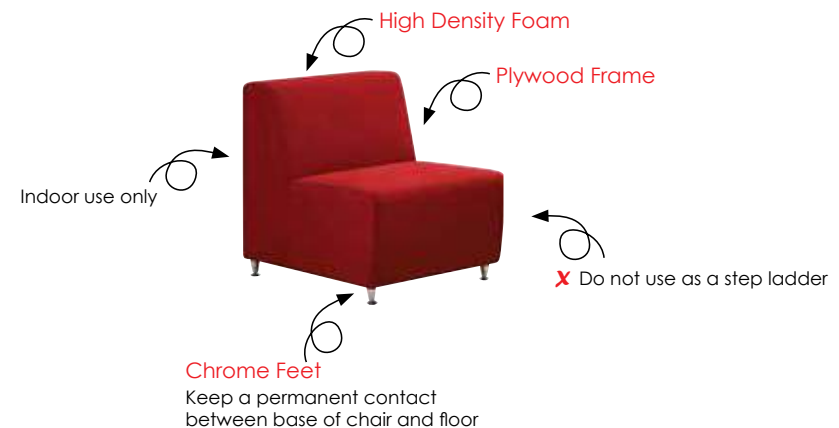 High Density Foam
Plywood Frame
Indoor use only
✗ Do not use as a step ladder
Chrome Feet
Keep a permanent contact
between base of chair and floor